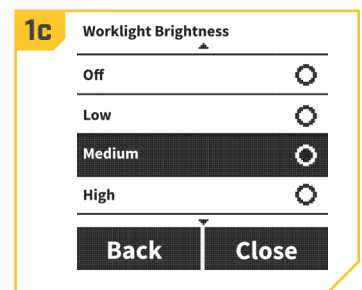 1c
Worklight Brightness
Off
Low
Medium
High
Back Close